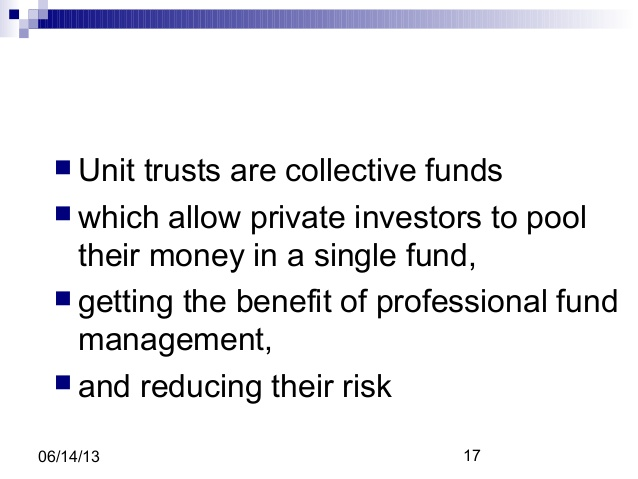 Unit trusts are collective funds
which allow private investors to pool
their money in a single fund,
getting the benefit of professional fund
management,
and reducing their risk
06/14/13
17